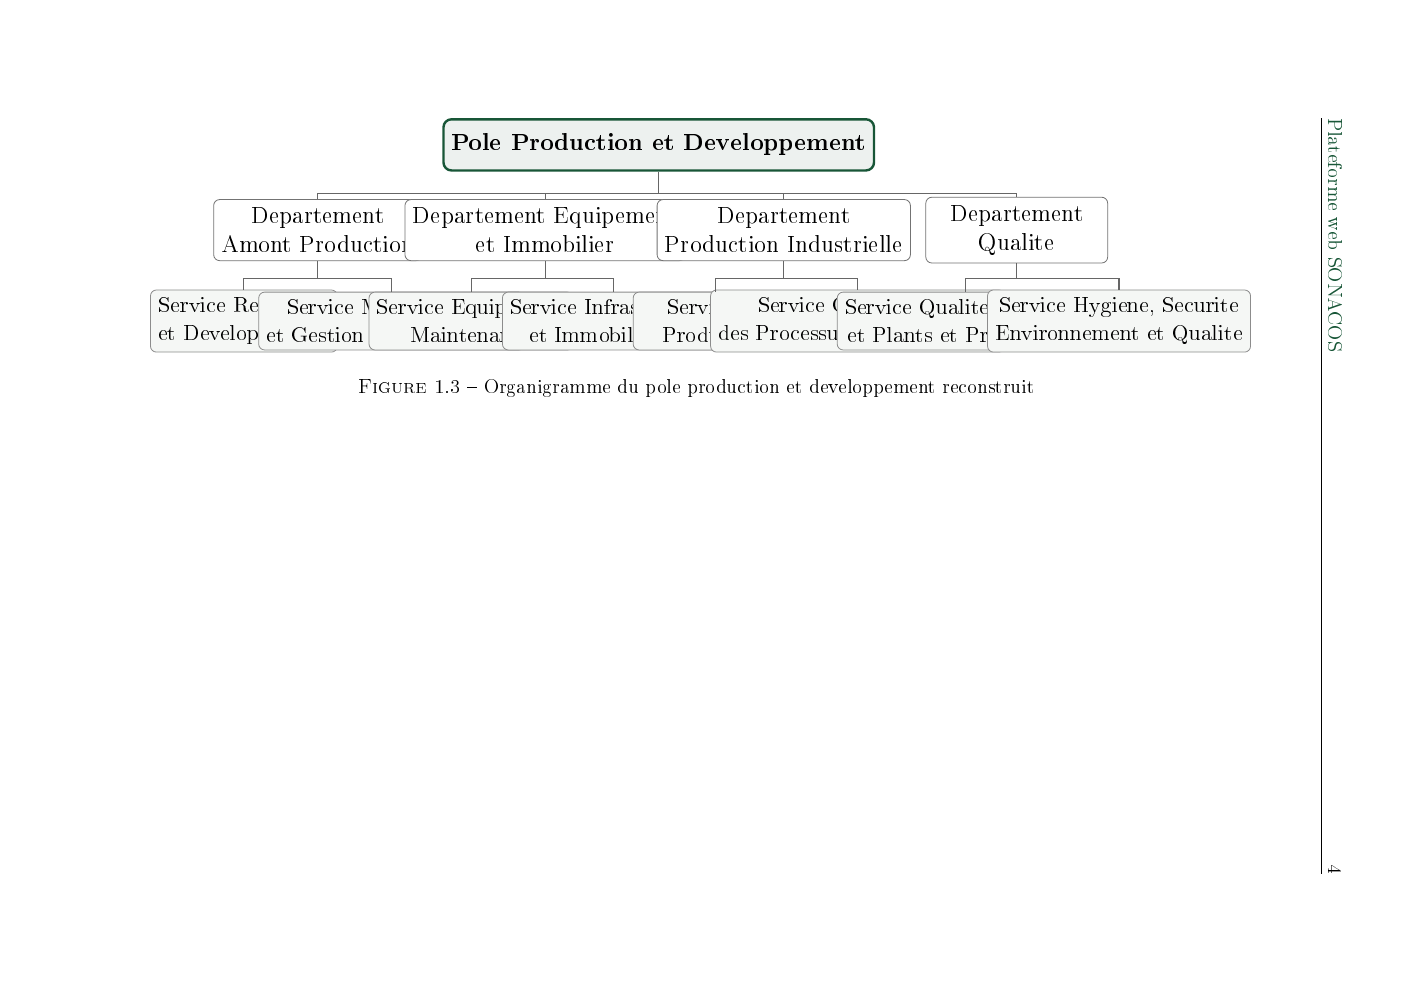 Pole Production et Developpement
Departement
Amont Production
Departement Equipeme
et Immobilier
Departement
Production Industrielle
Departement
Qualite
Service Re
et Develop
Service
et Gestion
Service Equip
Maintena
Service Infras
et Immobil
Serv
Prod
Service
des Processu
Service Qualite
et Plants et Pr
Service Hygiene, Securite
Environnement et Qualite
FIGURE 1.3 – Organigramme du pole production et developpement reconstruit
Plateforme web SONACOS
4